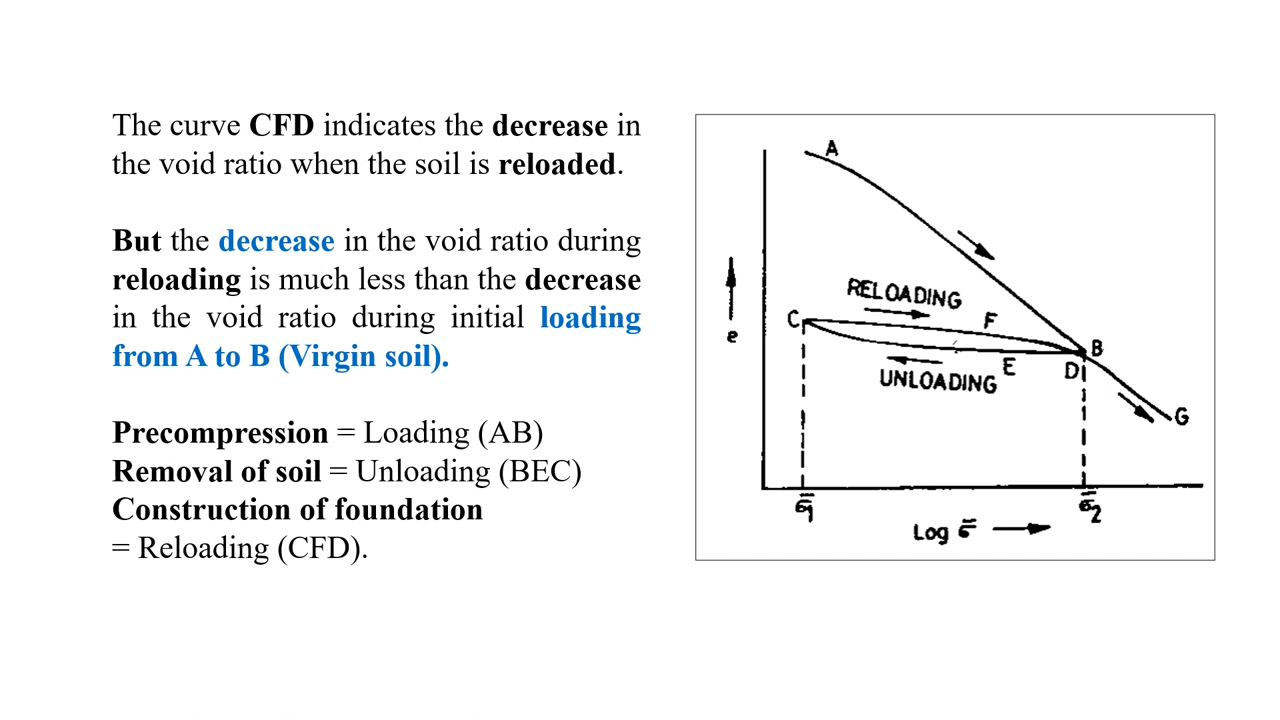 The curve CFD indicates the decrease in
the void ratio when the soil is reloaded.
But the decrease in the void ratio during
reloading is much less than the decrease
in the void ratio during initial loading
from A to B (Virgin soil).
Precompression = Loading (AB)
Removal of soil = Unloading (BEC)
Construction of foundation
= Reloading (CFD).
A
RELOADING
C
F
e
B
E
D
UNLOADING
G
σ̄1
σ̄2
Log σ̄